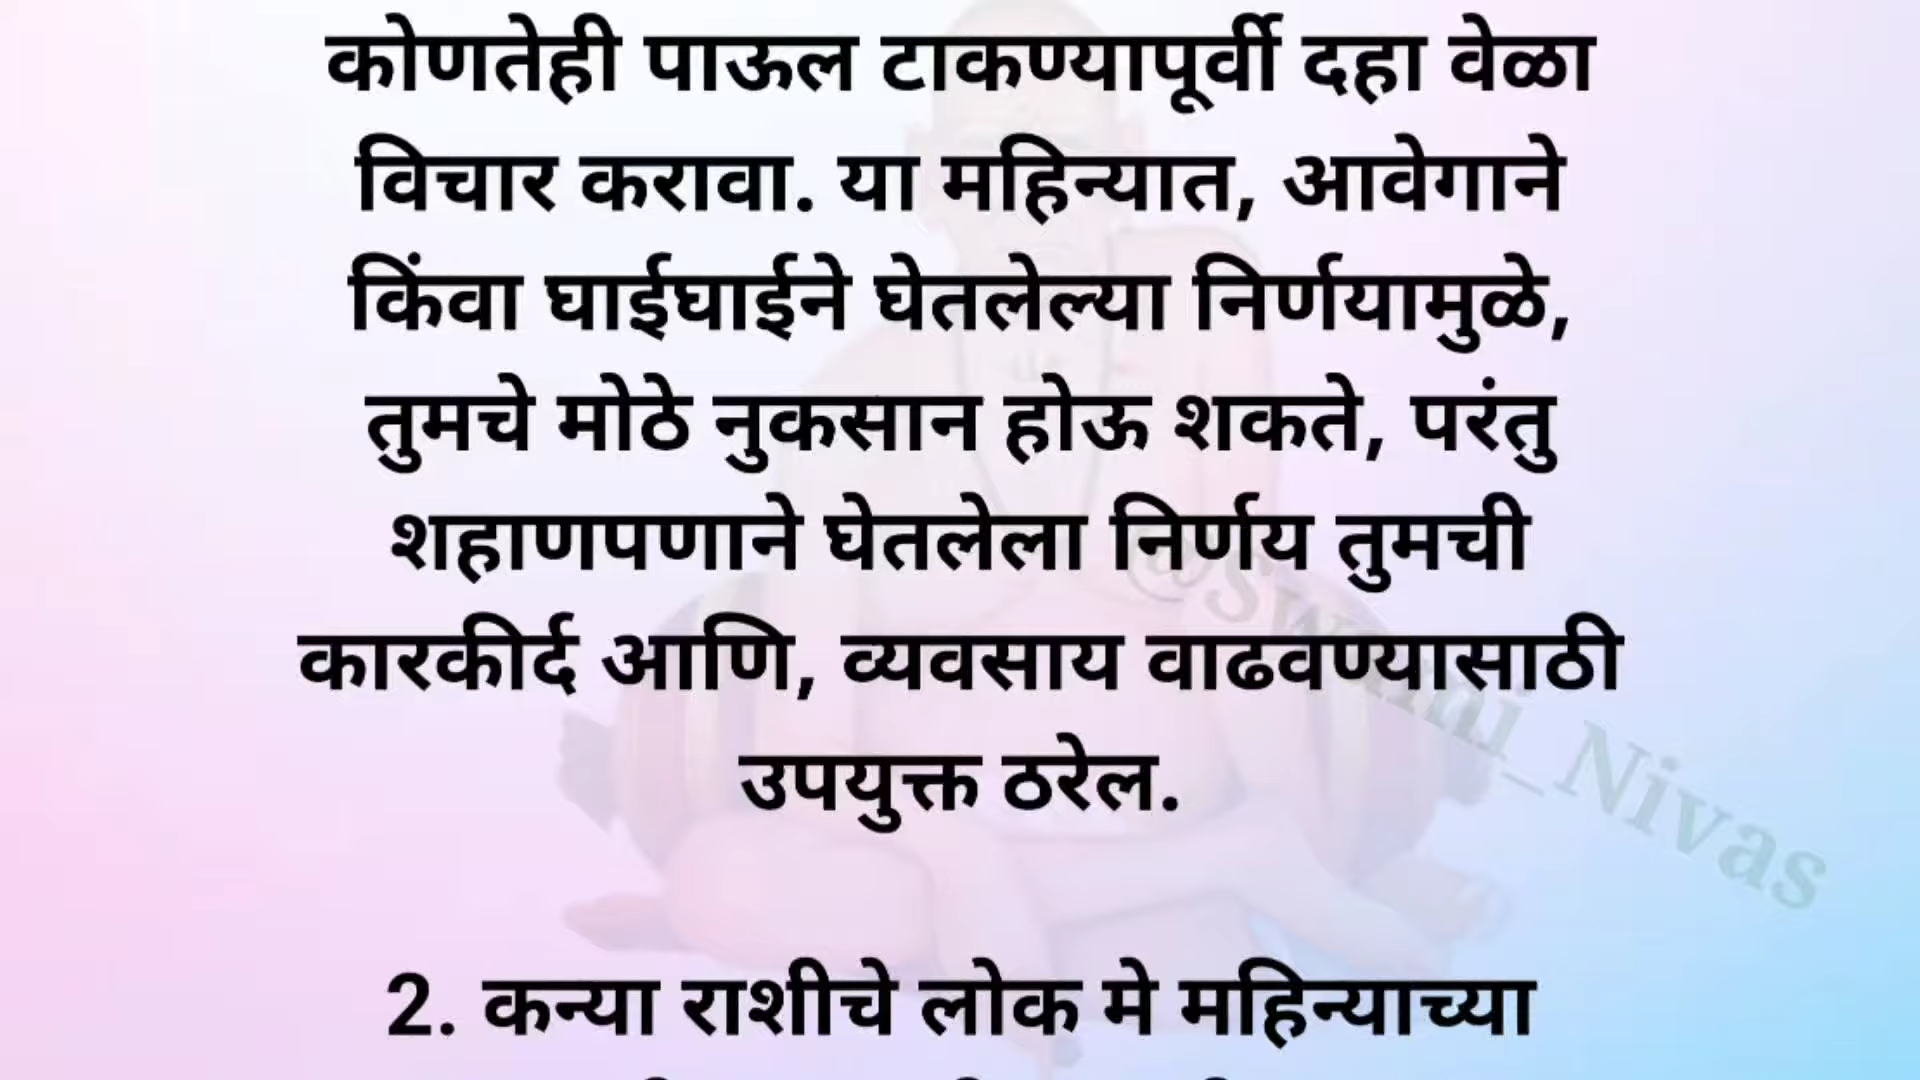 कोणतेही पाऊल टाकण्यापूर्वी दहा वेळा
विचार करावा. या महिन्यात, आवेगाने
किंवा घाईघाईने घेतलेल्या निर्णयामुळे,
तुमचे मोठे नुकसान होऊ शकते, परंतु
शहाणपणाने घेतलेला निर्णय तुमची
कारकीर्द आणि, व्यवसाय वाढवण्यासाठी
उपयुक्त ठरेल.
2. कन्या राशीचे लोक मे महिन्याच्या
@Swami_Nivas